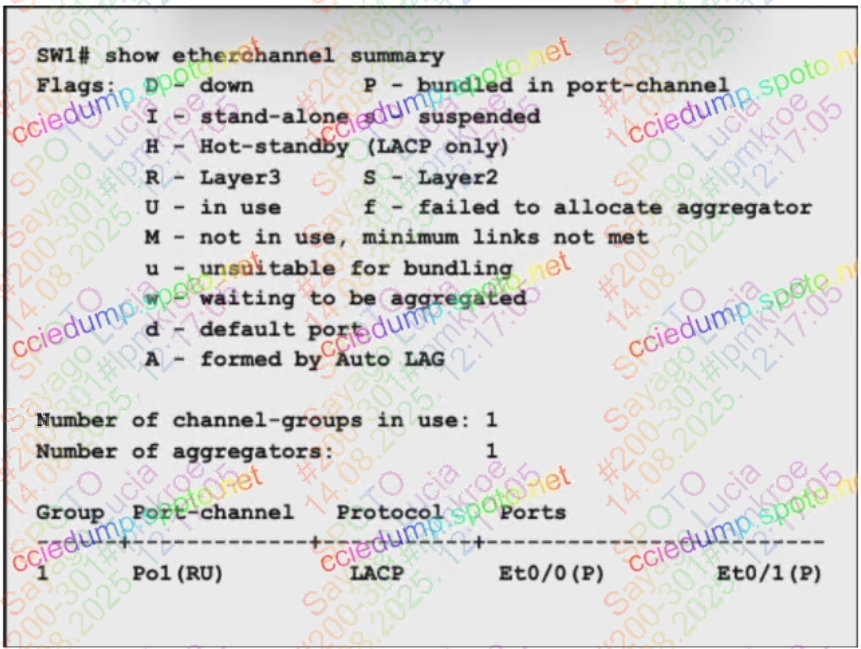 SW1# show etherchannel summary
Flags: D - down P - bundled in port-channel
I - stand-alone s - suspended
H - Hot-standby (LACP only)
R - Layer3 S - Layer2
U - in use f - failed to allocate aggregator
M - not in use, minimum links not met
u - unsuitable for bundling
w - waiting to be aggregated
d - default port
A - formed by Auto LAG
Number of channel-groups in use: 1
Number of aggregators: 1
Group Port-channel Protocol Ports
------+-------------+-----------+-----------------------------------------------
1 Po1(RU) LACP Et0/0(P) Et0/1(P)
cciedump.spoto.net
SPOTO
Sayago Lucia
#200-301#lpmkroe
14.08.2025. 12:17:05